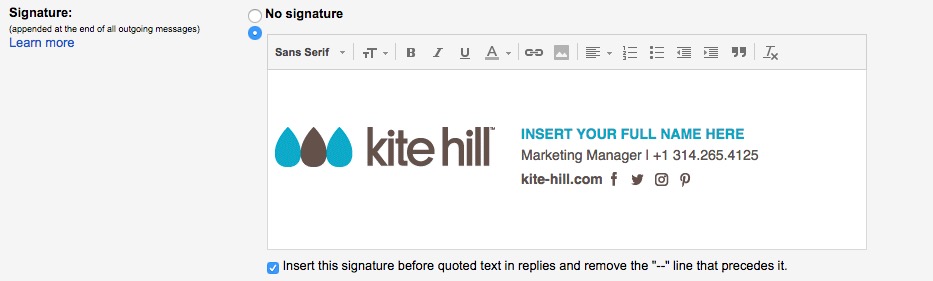 Signature:
(appended at the end of all outgoing messages)
Learn more
No signature
Sans Serif
B I U A
kite hill™
INSERT YOUR FULL NAME HERE
Marketing Manager | +1 314.265.4125
kite-hill.com
Insert this signature before quoted text in replies and remove the "--" line that precedes it.